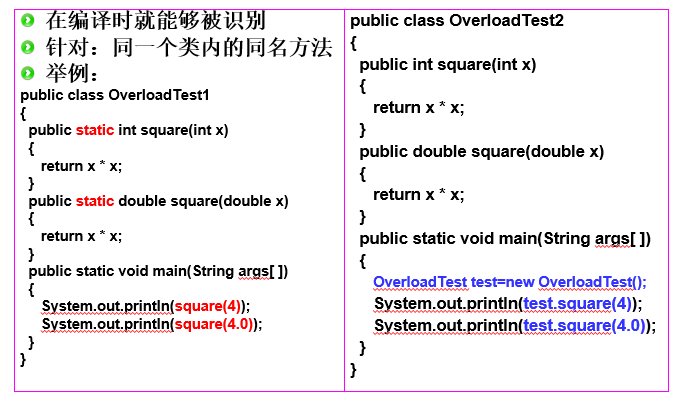 在编译时就能够被识别
针对：同一个类内的同名方法
举例：
public class OverloadTest1
{
public static int square(int x)
{
return x * x;
}
public static double square(double x)
{
return x * x;
}
public static void main(String args[ ])
{
System.out.println(square(4));
System.out.println(square(4.0));
}
}
public class OverloadTest2
{
public int square(int x)
{
return x * x;
}
public double square(double x)
{
return x * x;
}
public static void main(String args[ ])
{
OverloadTest test=new OverloadTest();
System.out.println(test.square(4));
System.out.println(test.square(4.0));
}
}